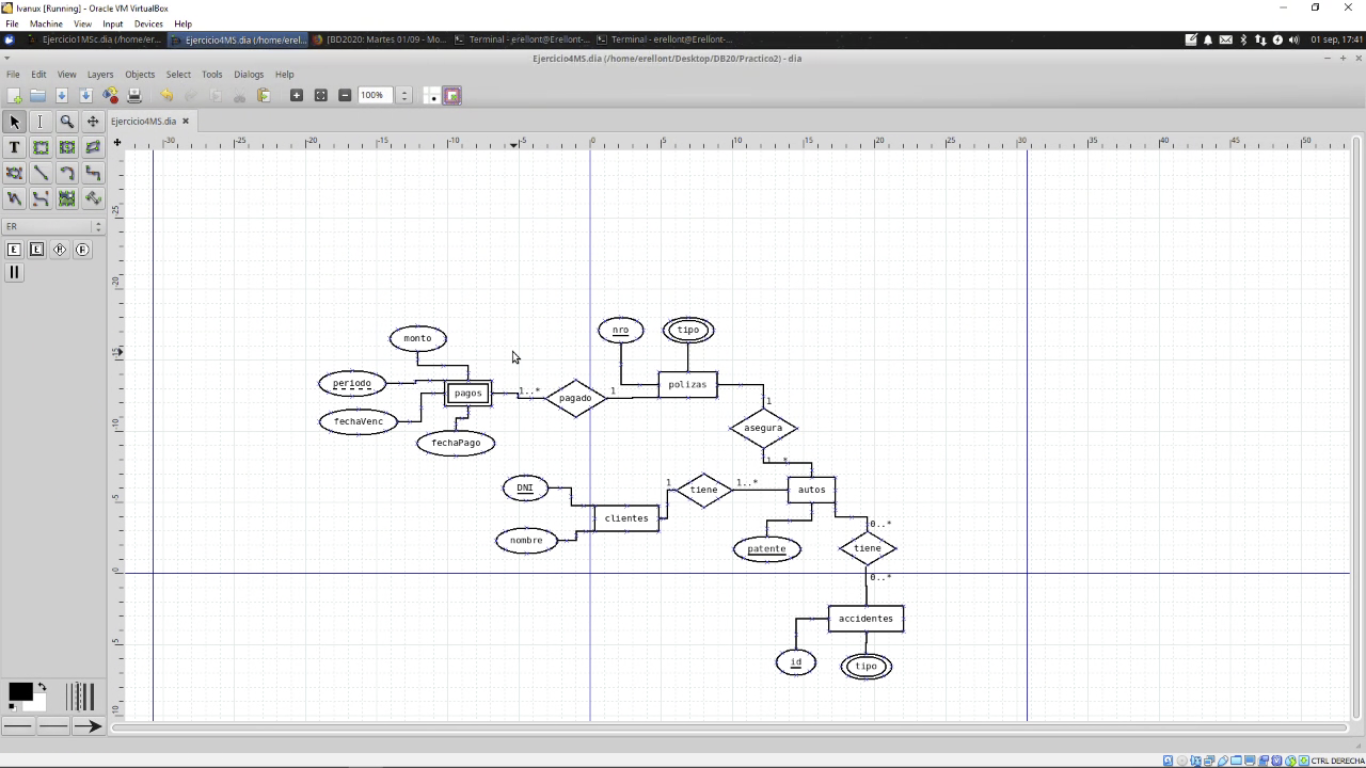 Ivanux [Running] - Oracle VM VirtualBox
File Machine View Input Devices Help
Ejercicio1MSc.dia (/home/er... Ejercicio4MS.dia (/home/erel... [BD2020: Martes 01/09 - Mo... Terminal - erellont@Erellont-... Terminal - erellont@Erellont-... 01 sep, 17:41
Ejercicio4MS.dia (/home/erellont/Desktop/DB20/Practico2) - dia
File Edit View Layers Objects Select Tools Dialogs Help
100%
Ejercicio4MS.dia
-30 -20 -15 -10 -5 0 5 10 15 20 25 30 35 40 45 50
T
ER
E E R R
-25
-20
-15
-10
-5
0
5
10
nro tipo
monto
periodo pagos 1..* pagado 1 polizas
1
fechaVenc
asegura
fechaPago
1..*
DNI 1 tiene 1..* autos
clientes
0..*
nombre patente tiene
0..*
accidentes
id tipo
CTRL DERECHA